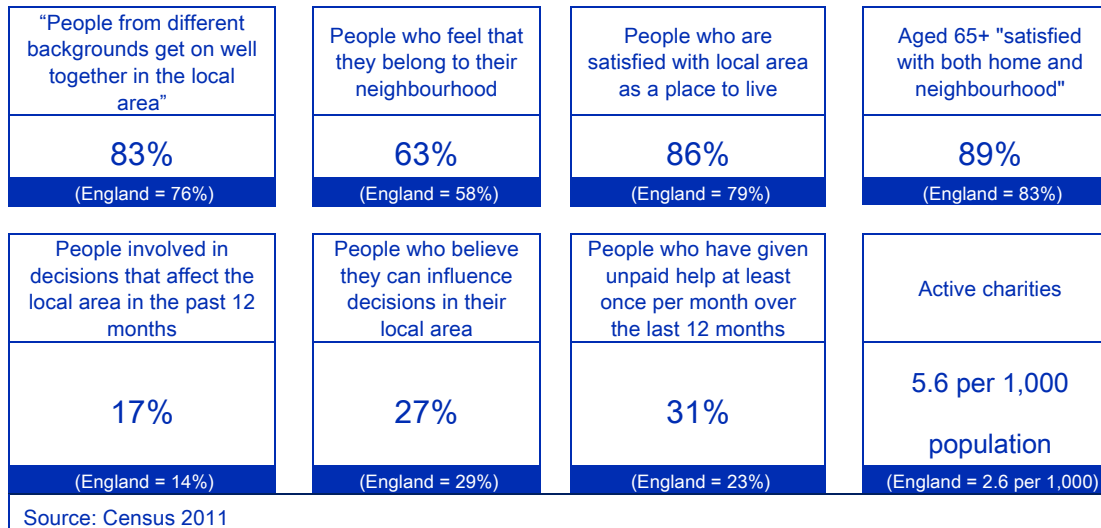 “People from different
backgrounds get on well
together in the local
area”
83%
(England = 76%)
People who feel that
they belong to their
neighbourhood
63%
(England = 58%)
People who are
satisfied with local area
as a place to live
86%
(England = 79%)
Aged 65+ "satisfied
with both home and
neighbourhood"
89%
(England = 83%)
People involved in
decisions that affect the
local area in the past 12
months
17%
(England = 14%)
People who believe
they can influence
decisions in their
local area
27%
(England = 29%)
People who have given
unpaid help at least
once per month over
the last 12 months
31%
(England = 23%)
Active charities
5.6 per 1,000
population
(England = 2.6 per 1,000)
Source: Census 2011